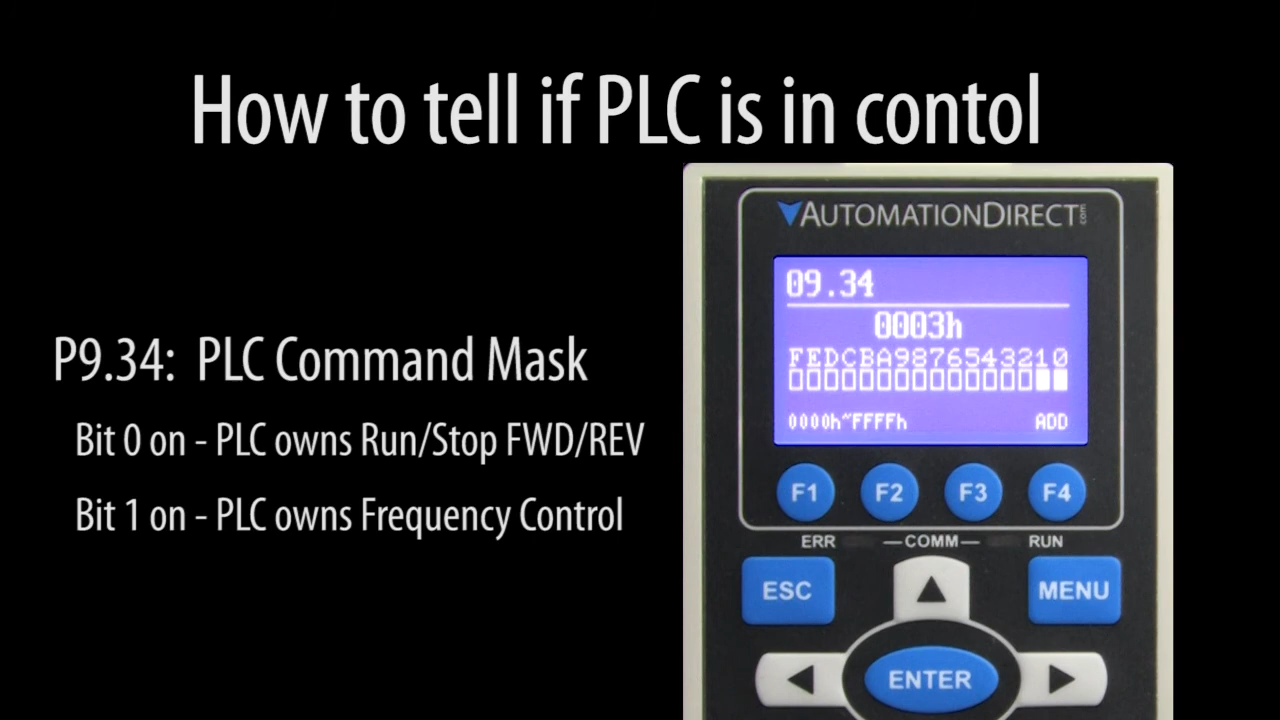 How to tell if PLC is in contol
P9.34: PLC Command Mask
Bit 0 on - PLC owns Run/Stop FWD/REV
Bit 1 on - PLC owns Frequency Control
AUTOMATIONDIRECT.com
09.34
0003h
FEDCBA9876543210
0000h~FFFFh ADD
F1 F2 F3 F4
ERR COMM RUN
ESC MENU
ENTER